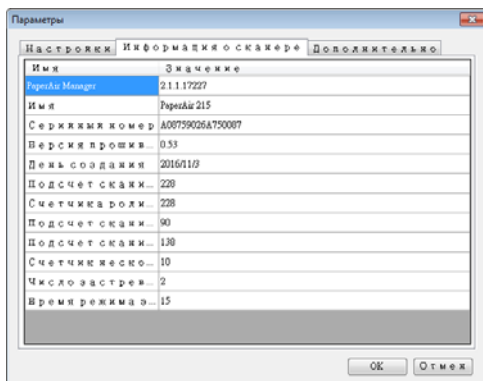 Параметры
Настройки Информация о сканере Дополнительно
Имя Значение
PaperAir Manager 2.1.1.17227
Имя PaperAir 215
Серийный номер A08759026A750087
Версия прошив... 0.53
День создания 2016/11/3
Подсчет скани... 228
Счетчик а роли... 228
Подсчет скани... 90
Подсчет скани... 138
Счетчик неско... 10
Число застрев... 2
Время режима э... 15
OK Отмен